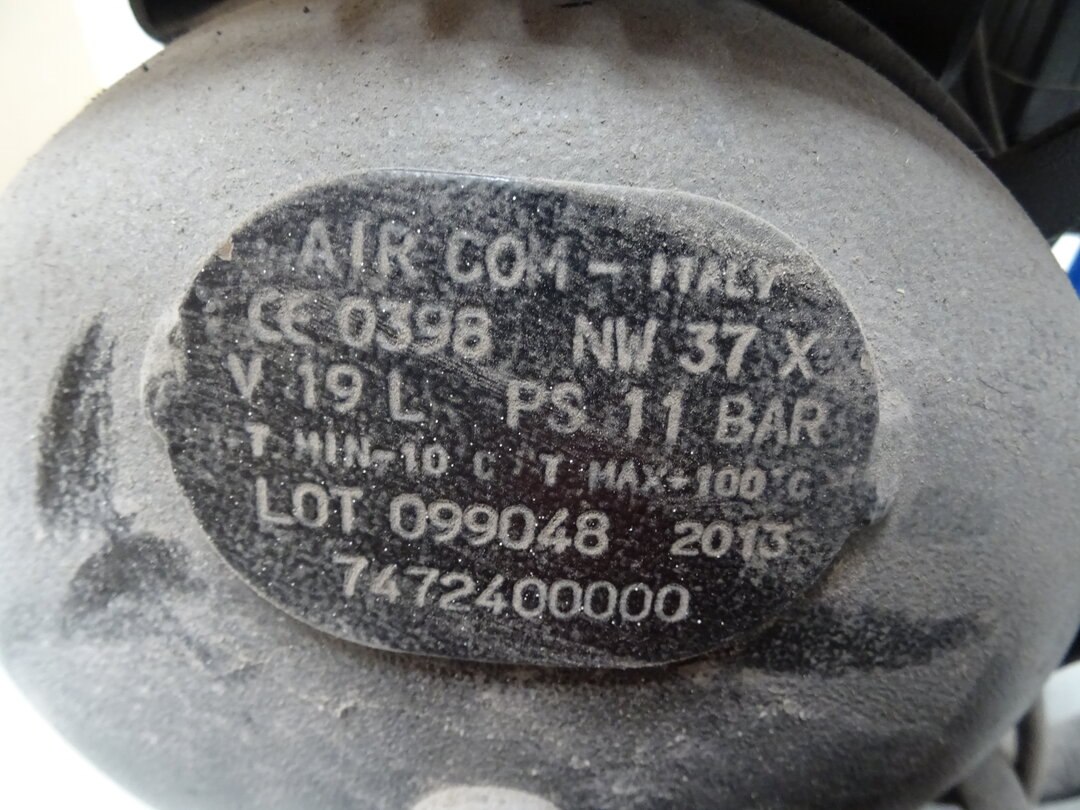 AIR COM - ITALY
CE 0398 NW 37 X
V 19 L PS 11 BAR
T MIN-10°C T MAX+100°C
LOT 099048 2013
7472400000